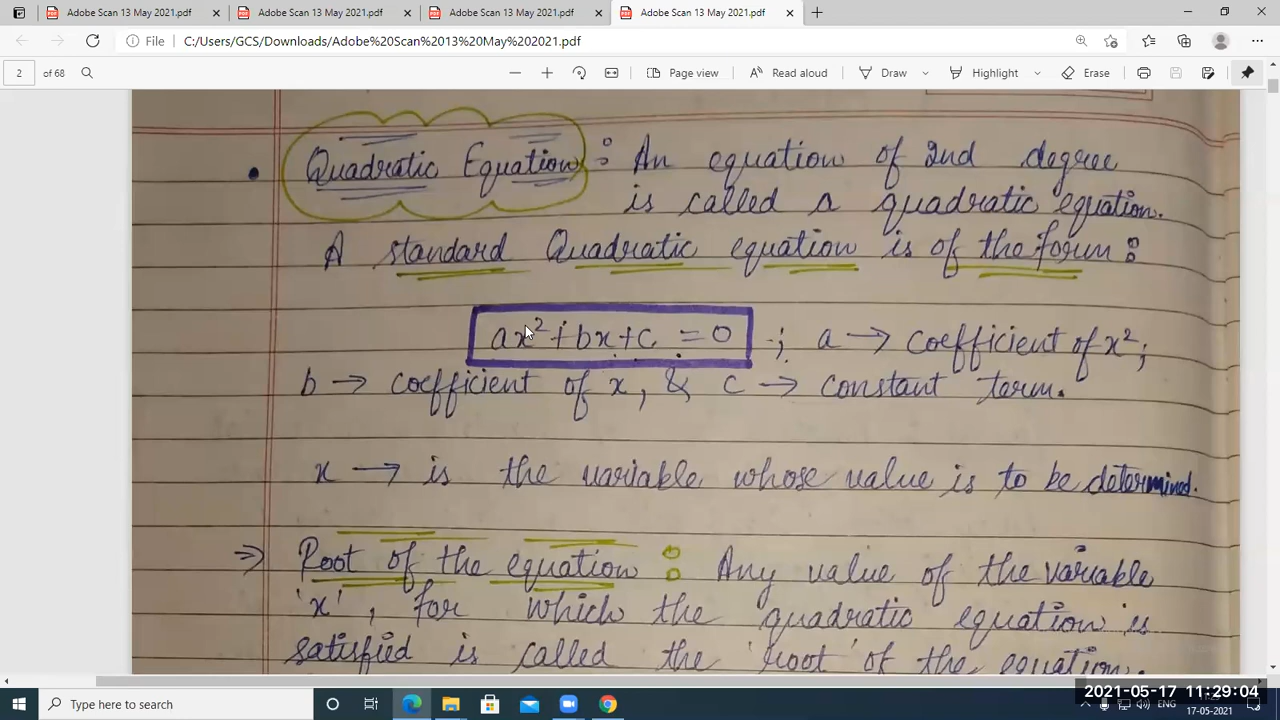 Adobe Scan 13 May 2021.pdf
Adobe Scan 13 May 2021.pdf
Adobe Scan 13 May 2021.pdf
Adobe Scan 13 May 2021.pdf
File C:/Users/GCS/Downloads/Adobe%20Scan%2013%20May%202021.pdf
2 of 68 Page view Read aloud Draw Highlight Erase
• Quadratic Equation : An equation of 2nd degree
is called a quadratic equation.
A standard Quadratic equation is of the form :
ax²+bx+c = 0 ; a → coefficient of x²;
b → coefficient of x, & c → constant term.
x → is the variable whose value is to be determined.
⇒ Root of the equation : Any value of the variable
'x', for which the quadratic equation is
satisfied is called the 'root' of the equation.
Type here to search
2021-05-17 11:29:04
ENG 17-05-2021